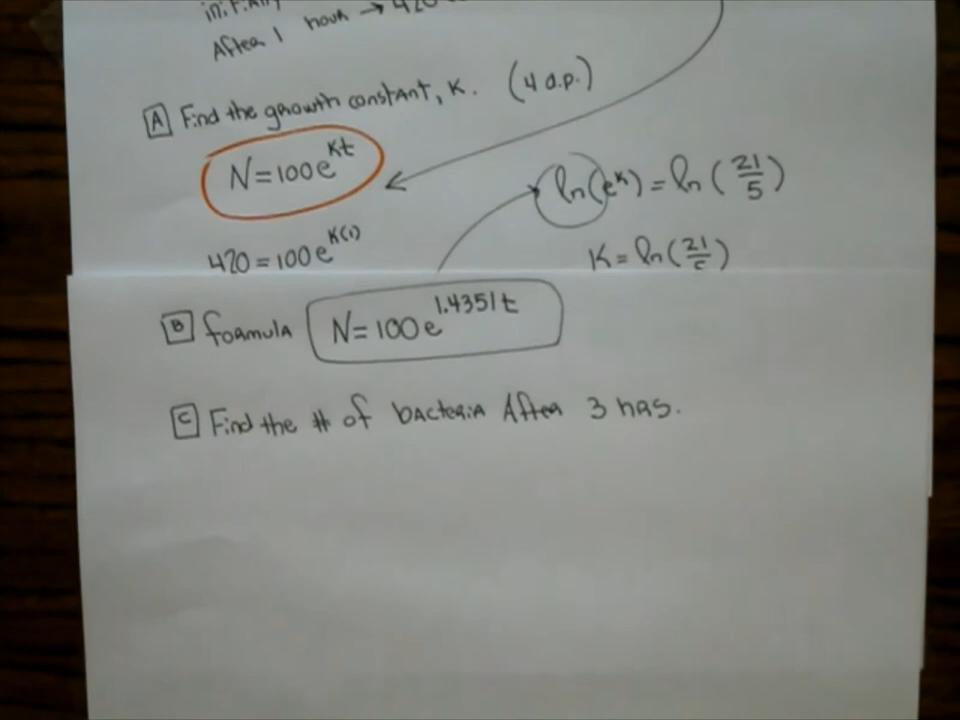 After 1 hour → 420
A Find the growth constant, K. (4 d.p.)
N=100e^Kt
ln(e^K)=ln(21/5)
420=100e^K(1)
K=ln(21/5)
B formula N=100e^1.4351t
C Find the # of bacteria After 3 hrs.